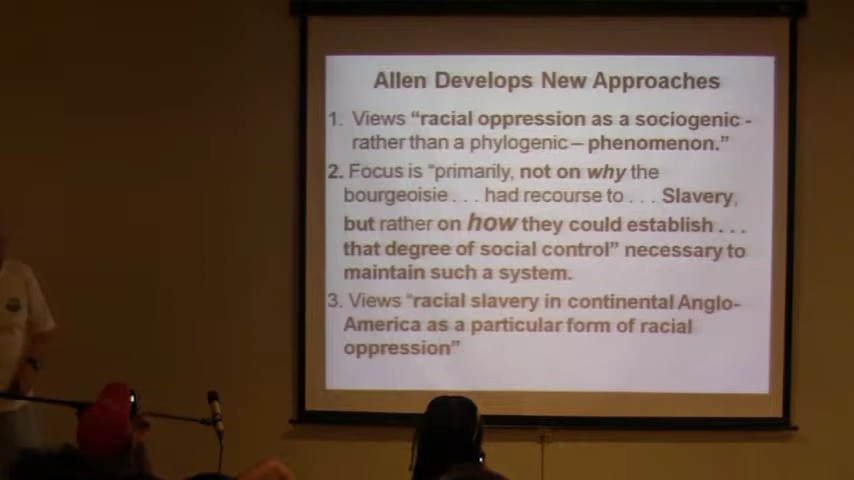 Allen Develops New Approaches
1. Views “racial oppression as a sociogenic -
rather than a phylogenic – phenomenon.”
2. Focus is “primarily, not on why the
bourgeoisie . . . had recourse to . . . Slavery,
but rather on how they could establish . . .
that degree of social control” necessary to
maintain such a system.
3. Views “racial slavery in continental Anglo-
America as a particular form of racial
oppression”